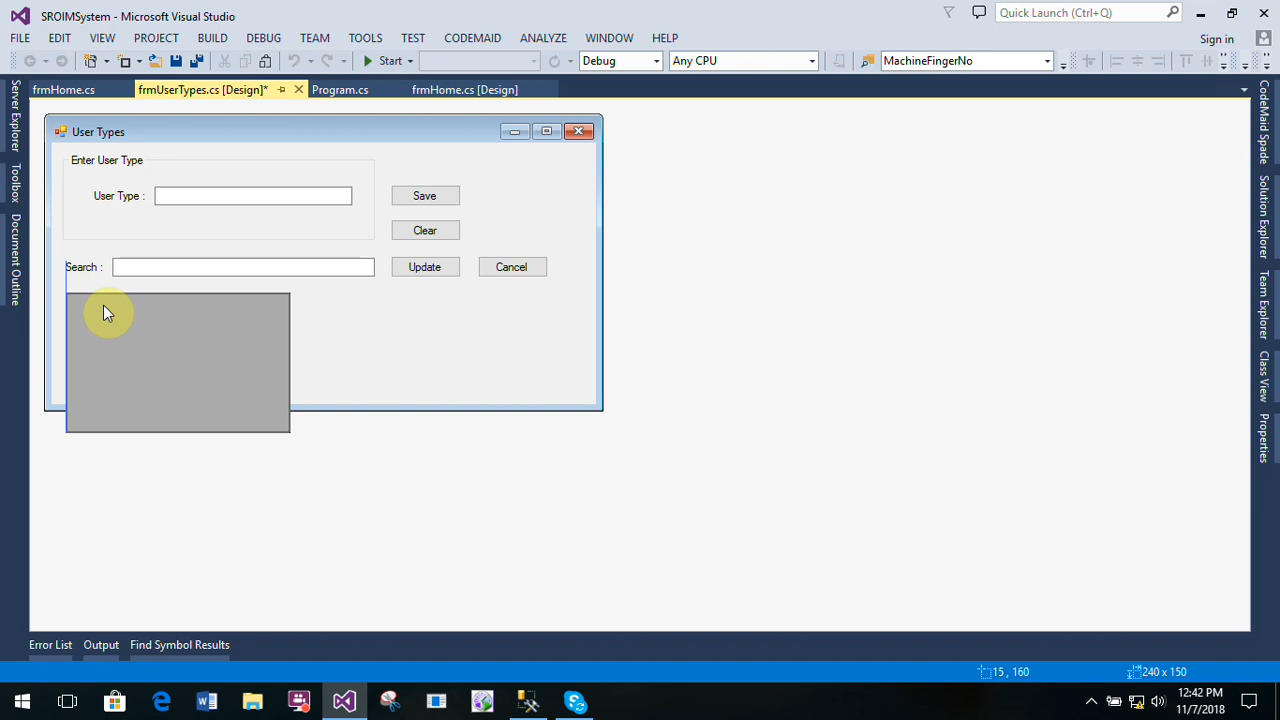 SROIMSystem - Microsoft Visual Studio
Quick Launch (Ctrl+Q)
FILE EDIT VIEW PROJECT BUILD DEBUG TEAM TOOLS TEST CODEMAID ANALYZE WINDOW HELP
Sign in
Start Debug Any CPU MachineFingerNo
frmHome.cs frmUserTypes.cs [Design]* Program.cs frmHome.cs [Design]
Server Explorer
Toolbox
Document Outline
User Types
Enter User Type
User Type :
Save
Clear
Search :
Update Cancel
CodeMaid Spade
Solution Explorer
Team Explorer
Class View
Properties
Error List Output Find Symbol Results
15 , 160 240 x 150
12:42 PM
11/7/2018